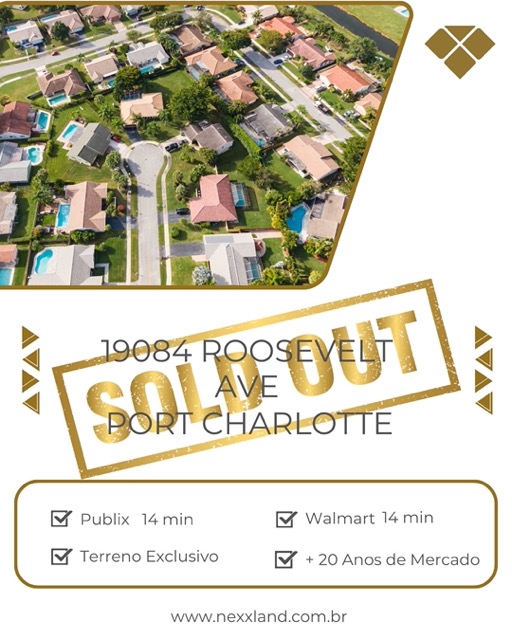 19084 ROOSEVELT
AVE
PORT CHARLOTTE
SOLD OUT
Publix 14 min
Walmart 14 min
Terreno Exclusivo
+ 20 Anos de Mercado
www.nexxland.com.br